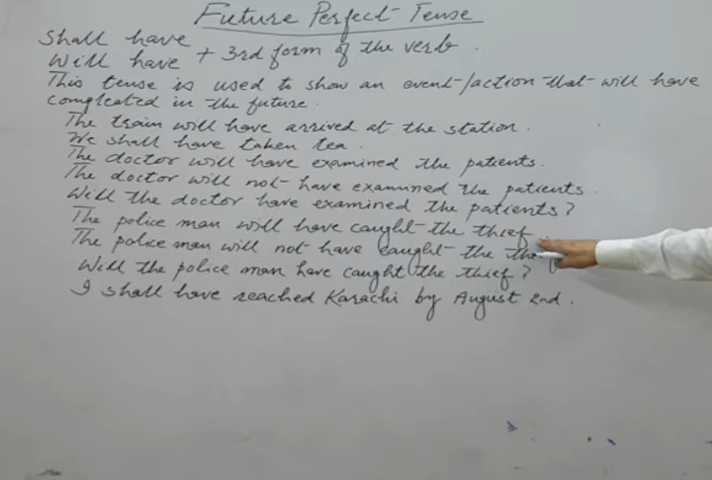 Future Perfect Tense
Shall have
Will have + 3rd form of the verb.
This tense is used to show an event/action that will have
compleated in the future.
The train will have arrived at the station.
We shall have taken tea.
The doctor will have examined the patients.
The doctor will not have examined the patients.
Will the doctor have examined the patients?
The police man will have caught the thief
The police man will not have caught the
Will the police man have caught the thief?
I shall have reached Karachi by August 2nd.